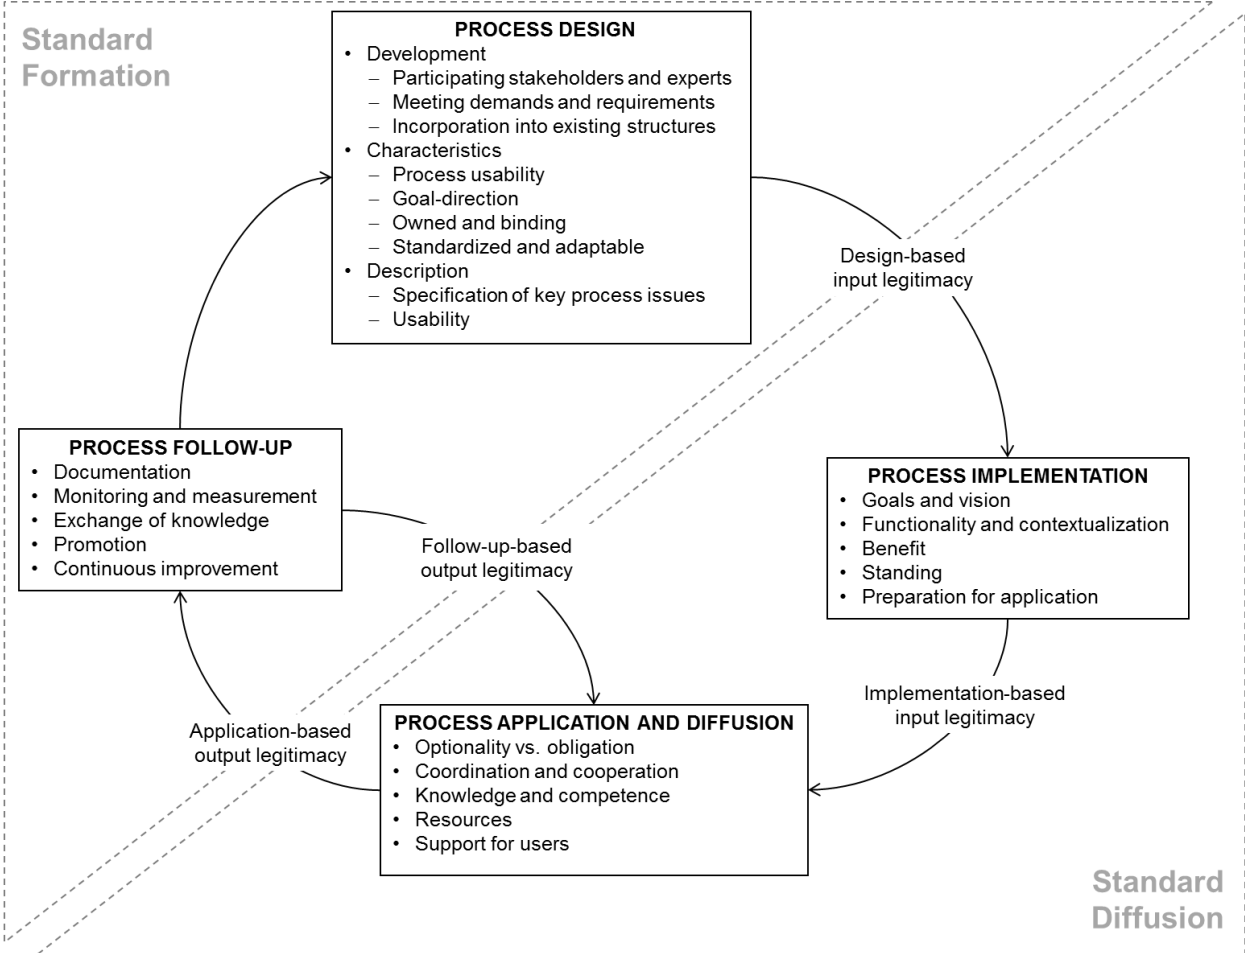 Standard
Formation
PROCESS DESIGN
• Development
– Participating stakeholders and experts
– Meeting demands and requirements
– Incorporation into existing structures
• Characteristics
– Process usability
– Goal-direction
– Owned and binding
– Standardized and adaptable
• Description
– Specification of key process issues
– Usability
Design-based
input legitimacy
PROCESS FOLLOW-UP
• Documentation
• Monitoring and measurement
• Exchange of knowledge
• Promotion
• Continuous improvement
PROCESS IMPLEMENTATION
• Goals and vision
• Functionality and contextualization
• Benefit
• Standing
• Preparation for application
Follow-up-based
output legitimacy
Implementation-based
input legitimacy
Application-based
output legitimacy
PROCESS APPLICATION AND DIFFUSION
• Optionality vs. obligation
• Coordination and cooperation
• Knowledge and competence
• Resources
• Support for users
Standard
Diffusion